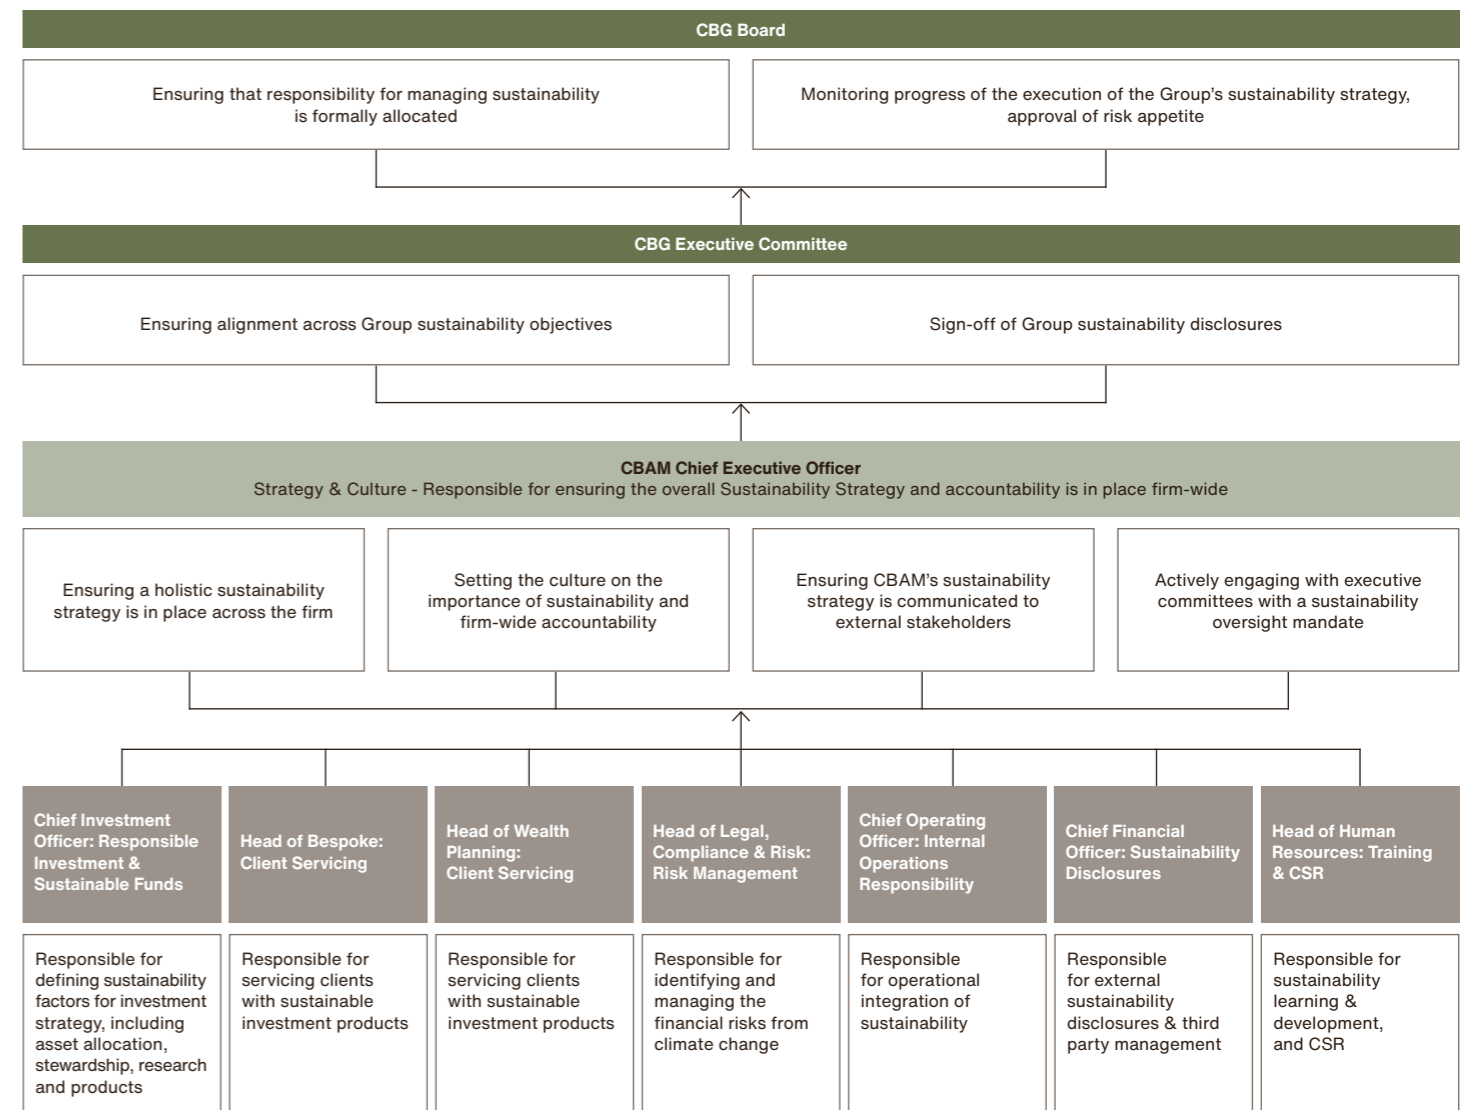 CBG Board
Ensuring that responsibility for managing sustainability
is formally allocated
Monitoring progress of the execution of the Group's sustainability strategy,
approval of risk appetite
CBG Executive Committee
Ensuring alignment across Group sustainability objectives
Sign-off of Group sustainability disclosures
CBAM Chief Executive Officer
Strategy & Culture - Responsible for ensuring the overall Sustainability Strategy and accountability is in place firm-wide
Ensuring a holistic sustainability
strategy is in place across the firm
Setting the culture on the
importance of sustainability and
firm-wide accountability
Ensuring CBAM's sustainability
strategy is communicated to
external stakeholders
Actively engaging with executive
committees with a sustainability
oversight mandate
Chief Investment
Officer: Responsible
Investment &
Sustainable Funds
Head of Bespoke:
Client Servicing
Head of Wealth
Planning:
Client Servicing
Head of Legal,
Compliance & Risk:
Risk Management
Chief Operating
Officer: Internal
Operations
Responsibility
Chief Financial
Officer: Sustainability
Disclosures
Head of Human
Resources: Training
& CSR
Responsible for
defining sustainability
factors for investment
strategy, including
asset allocation,
stewardship, research
and products
Responsible for
servicing clients
with sustainable
investment products
Responsible for
servicing clients
with sustainable
investment products
Responsible for
identifying and
managing the
financial risks from
climate change
Responsible
for operational
integration of
sustainability
Responsible
for external
sustainability
disclosures & third
party management
Responsible for
sustainability
learning &
development,
and CSR